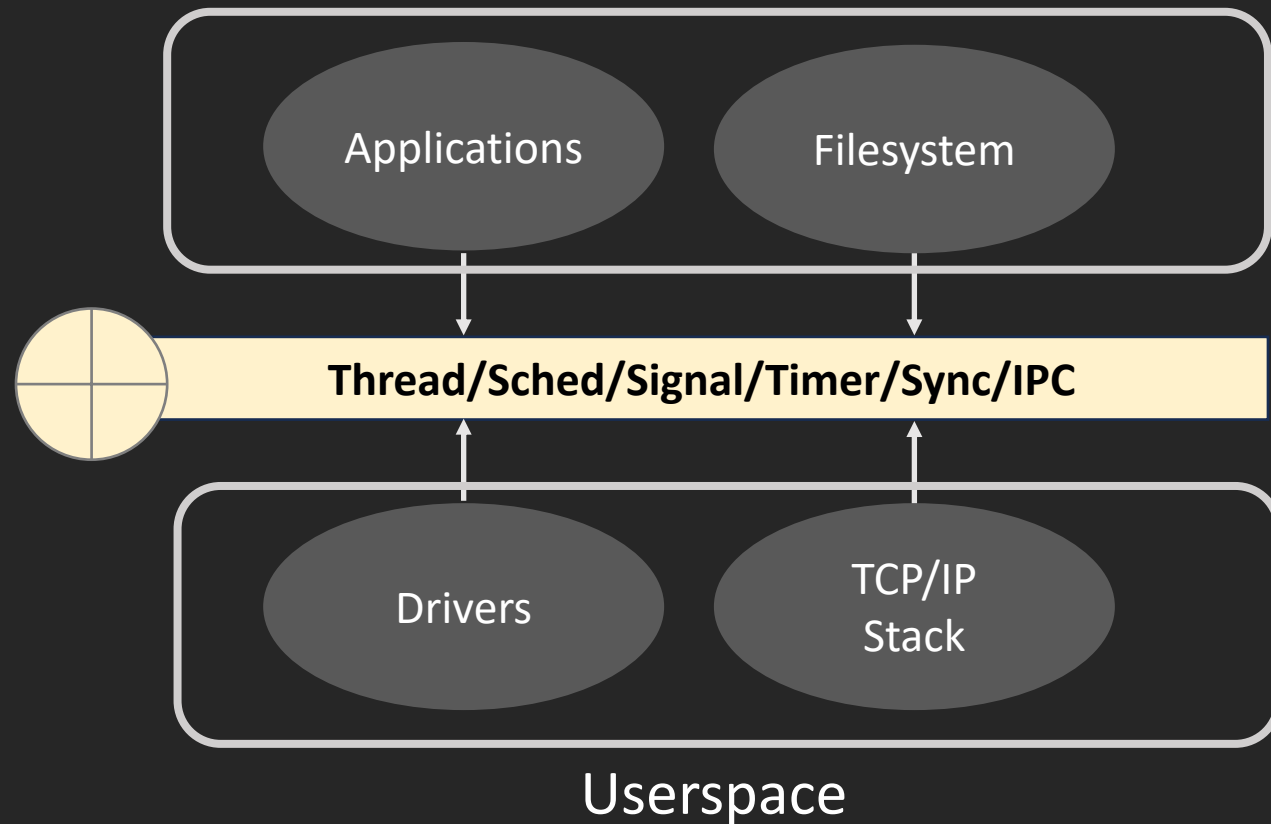 Applications
Filesystem
Thread/Sched/Signal/Timer/Sync/IPC
Drivers
TCP/IP
Stack
Userspace